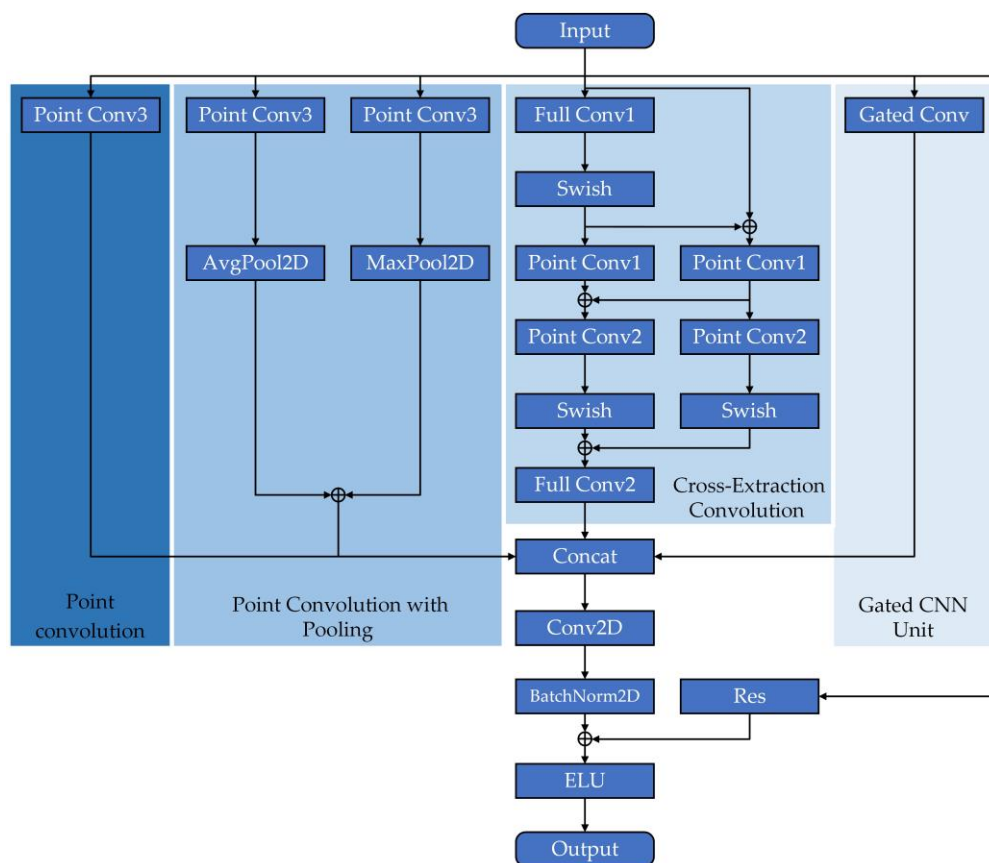 Input
Point Conv3
Point Conv3
Point Conv3
Full Conv1
Gated Conv
Swish
AvgPool2D
MaxPool2D
Point Conv1
Point Conv1
Point Conv2
Point Conv2
Swish
Swish
Full Conv2
Cross-Extraction
Convolution
Concat
Point
convolution
Point Convolution with
Pooling
Gated CNN
Unit
Conv2D
BatchNorm2D
Res
ELU
Output